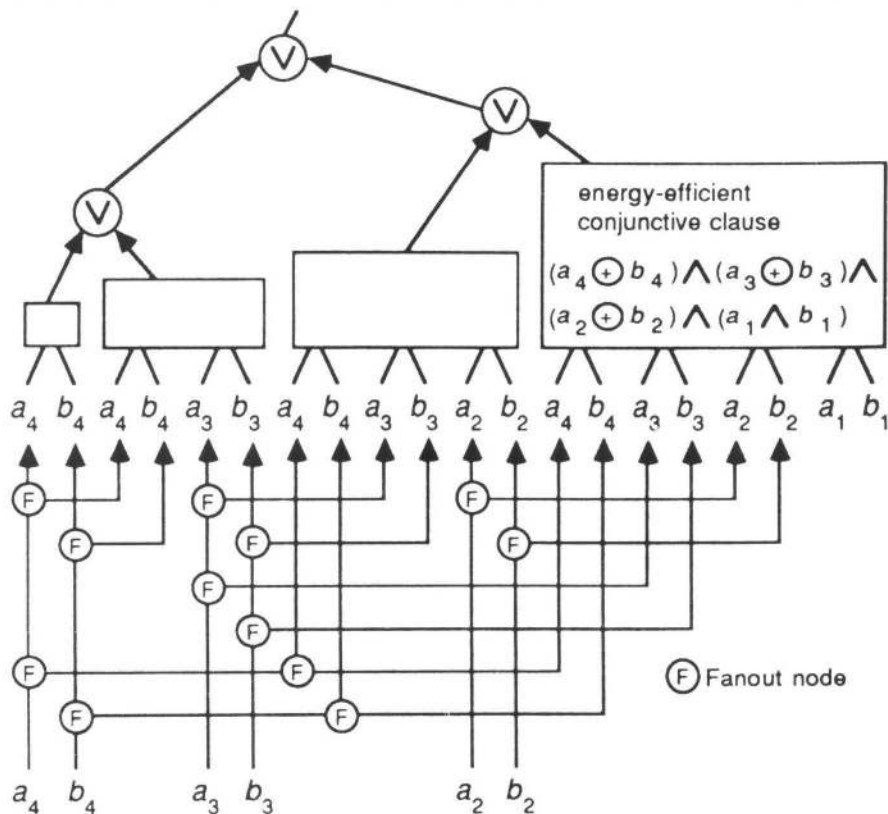 V
V
V
energy-efficient
conjunctive clause
(a₄ ⊕ b₄) ∧ (a₃ ⊕ b₃) ∧
(a₂ ⊕ b₂) ∧ (a₁ ∧ b₁)
a₄ b₄ a₄ b₄ a₃ b₃ a₄ b₄ a₃ b₃ a₂ b₂ a₄ b₄ a₃ b₃ a₂ b₂ a₁ b₁
F F F
F F F
F
F
F F
F F
F Fanout node
a₄ b₄ a₃ b₃ a₂ b₂